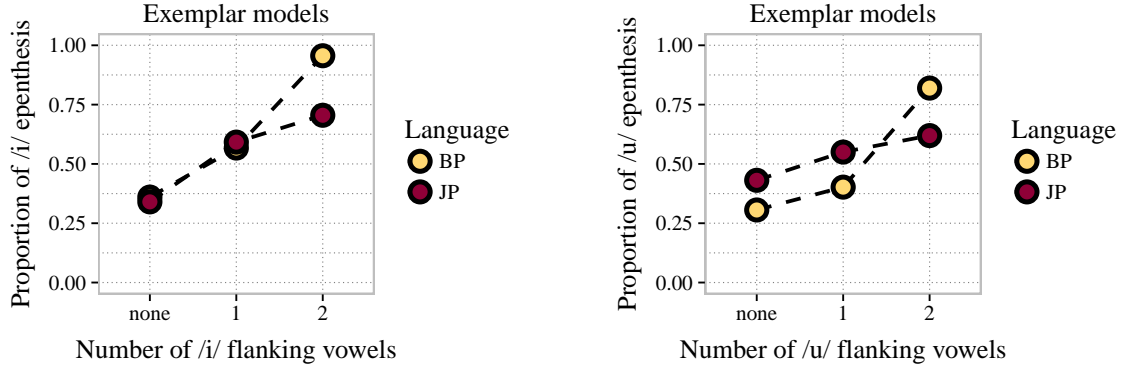 Exemplar models
Proportion of /i/ epenthesis
1.00
0.75
0.50
0.25
0.00
none 1 2
Number of /i/ flanking vowels
Language
BP
JP
Exemplar models
Proportion of /u/ epenthesis
1.00
0.75
0.50
0.25
0.00
none 1 2
Number of /u/ flanking vowels
Language
BP
JP